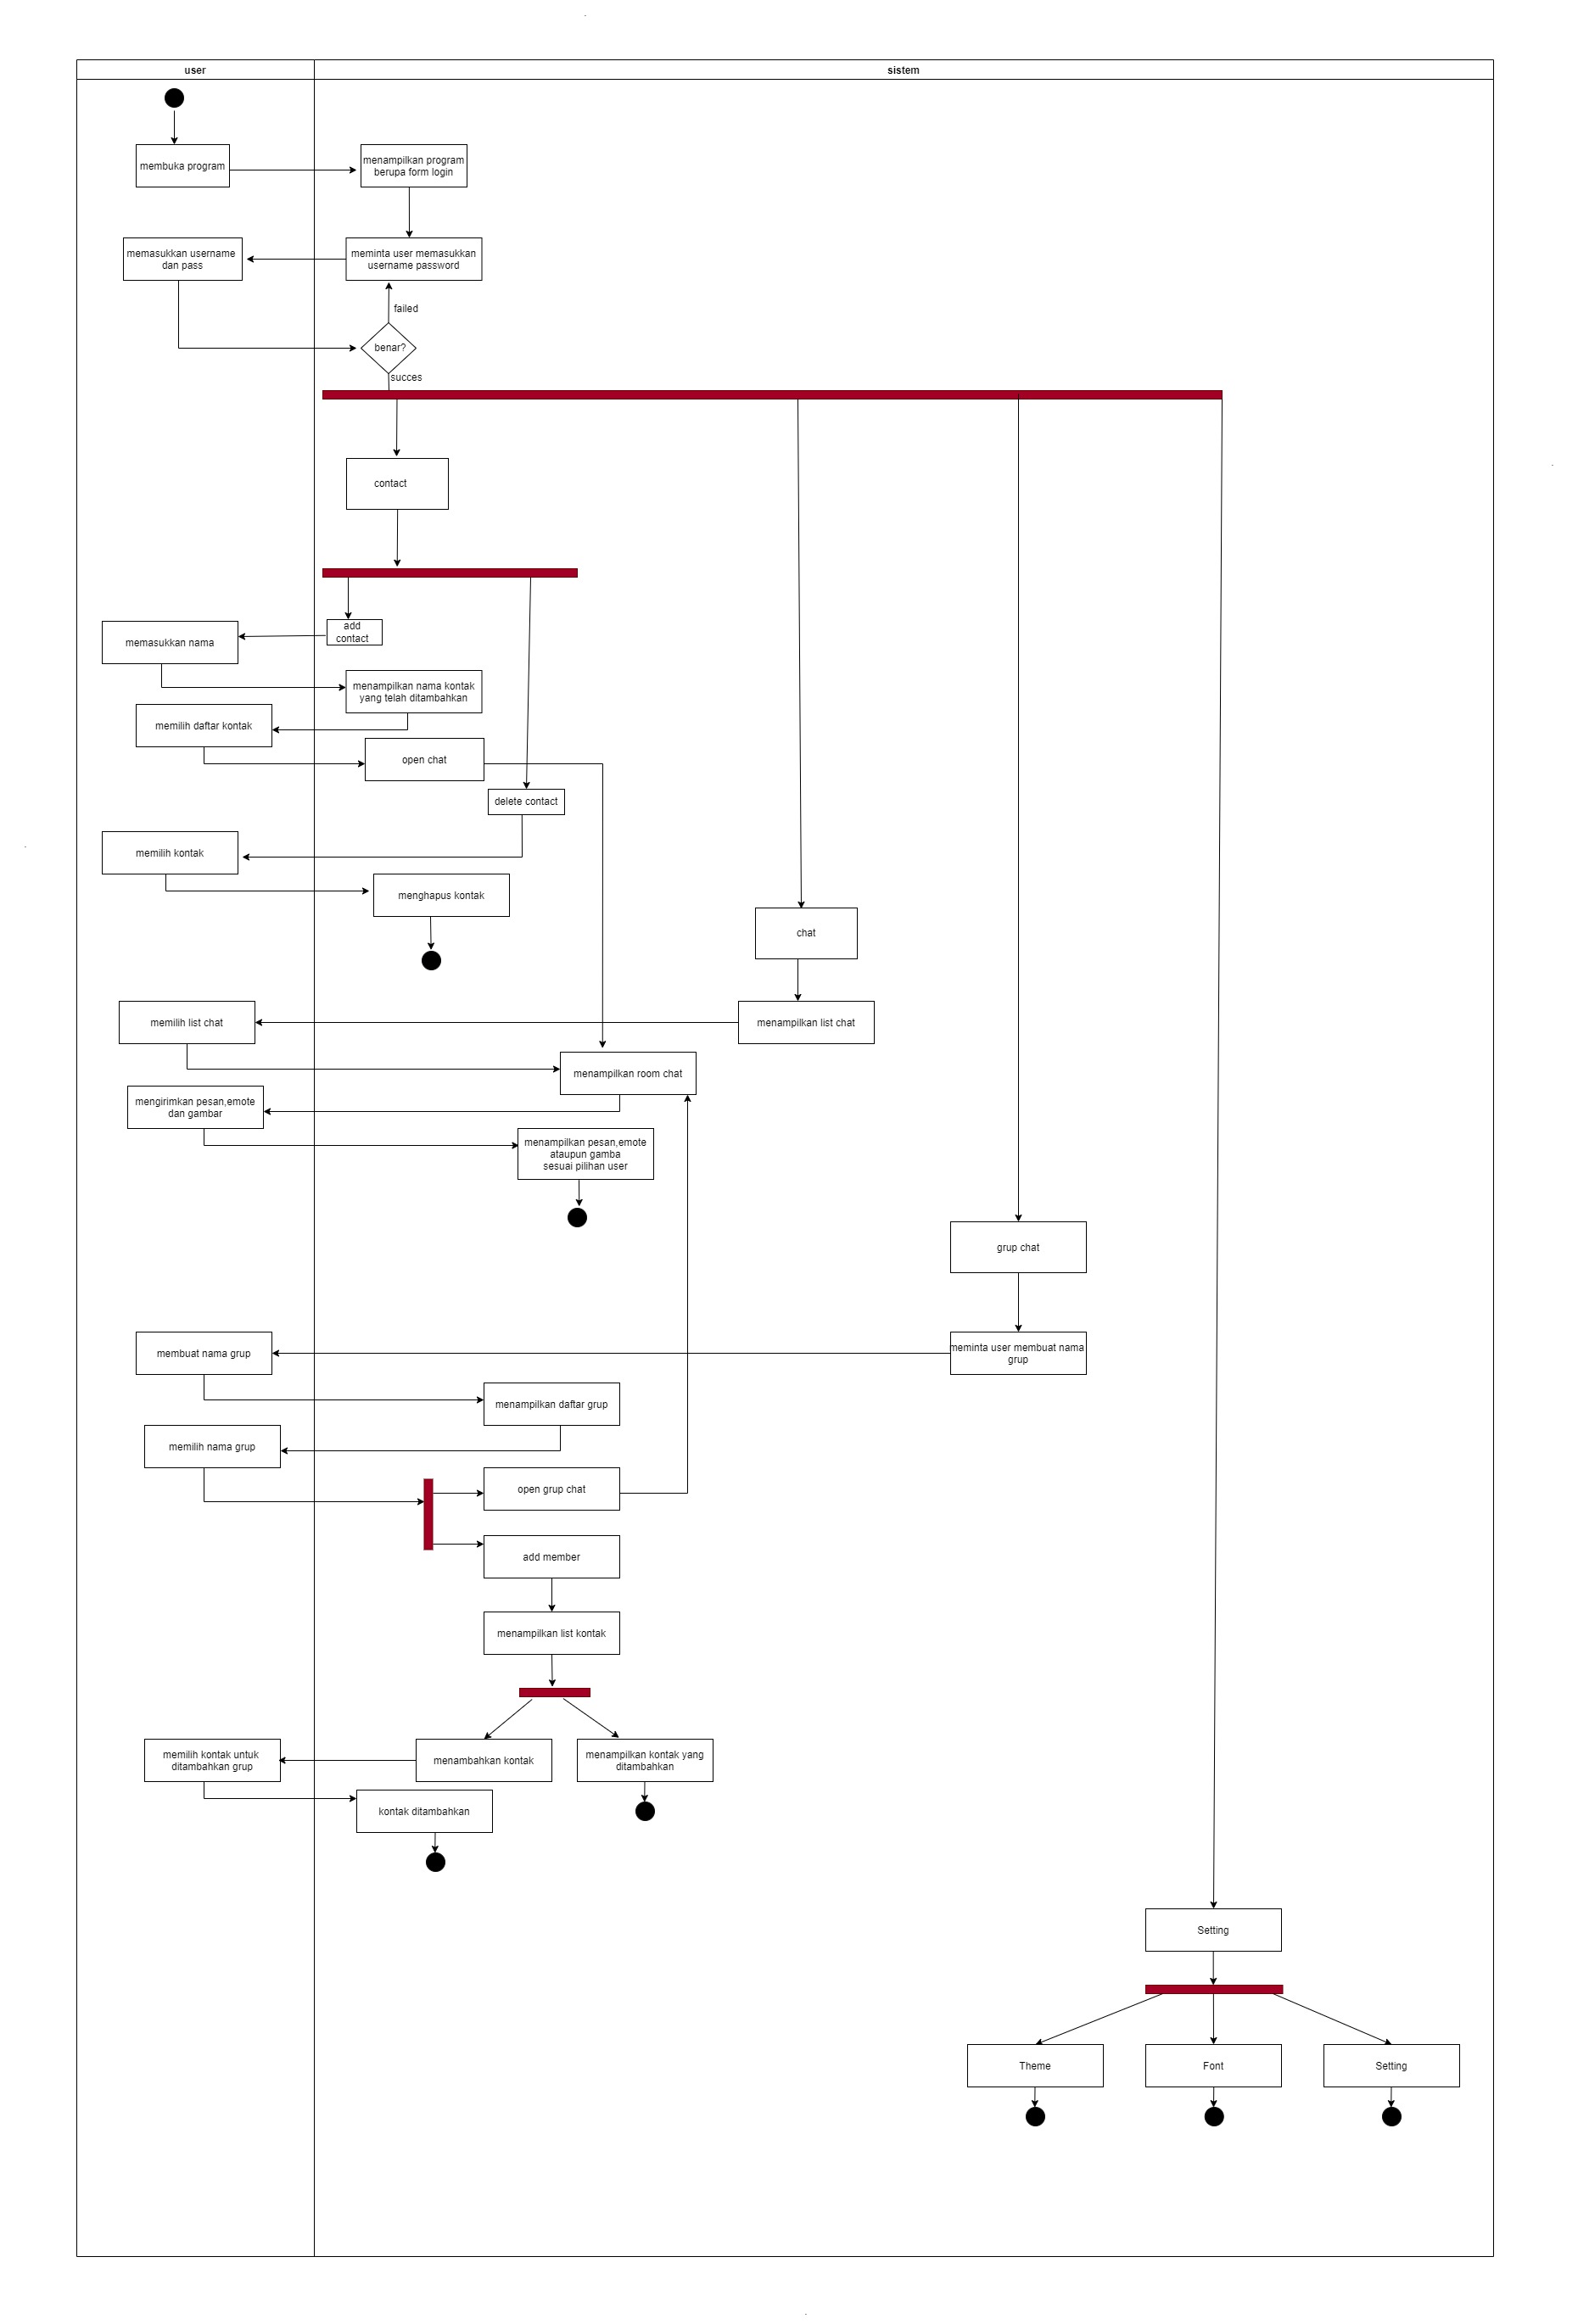 user
sistem
membuka program
menampilkan program
berupa form login
memasukkan username
dan pass
meminta user memasukkan
username password
failed
benar?
succes
contact
add
contact
memasukkan nama
menampilkan nama kontak
yang telah ditambahkan
memilih daftar kontak
open chat
delete contact
memilih kontak
menghapus kontak
chat
memilih list chat
menampilkan list chat
menampilkan room chat
mengirimkan pesan,emote
dan gambar
menampilkan pesan,emote
ataupun gamba
sesuai pilihan user
grup chat
membuat nama grup
meminta user membuat nama
grup
menampilkan daftar grup
memilih nama grup
open grup chat
add member
menampilkan list kontak
memilih kontak untuk
ditambahkan grup
menambahkan kontak
menampilkan kontak yang
ditambahkan
kontak ditambahkan
Setting
Theme
Font
Setting